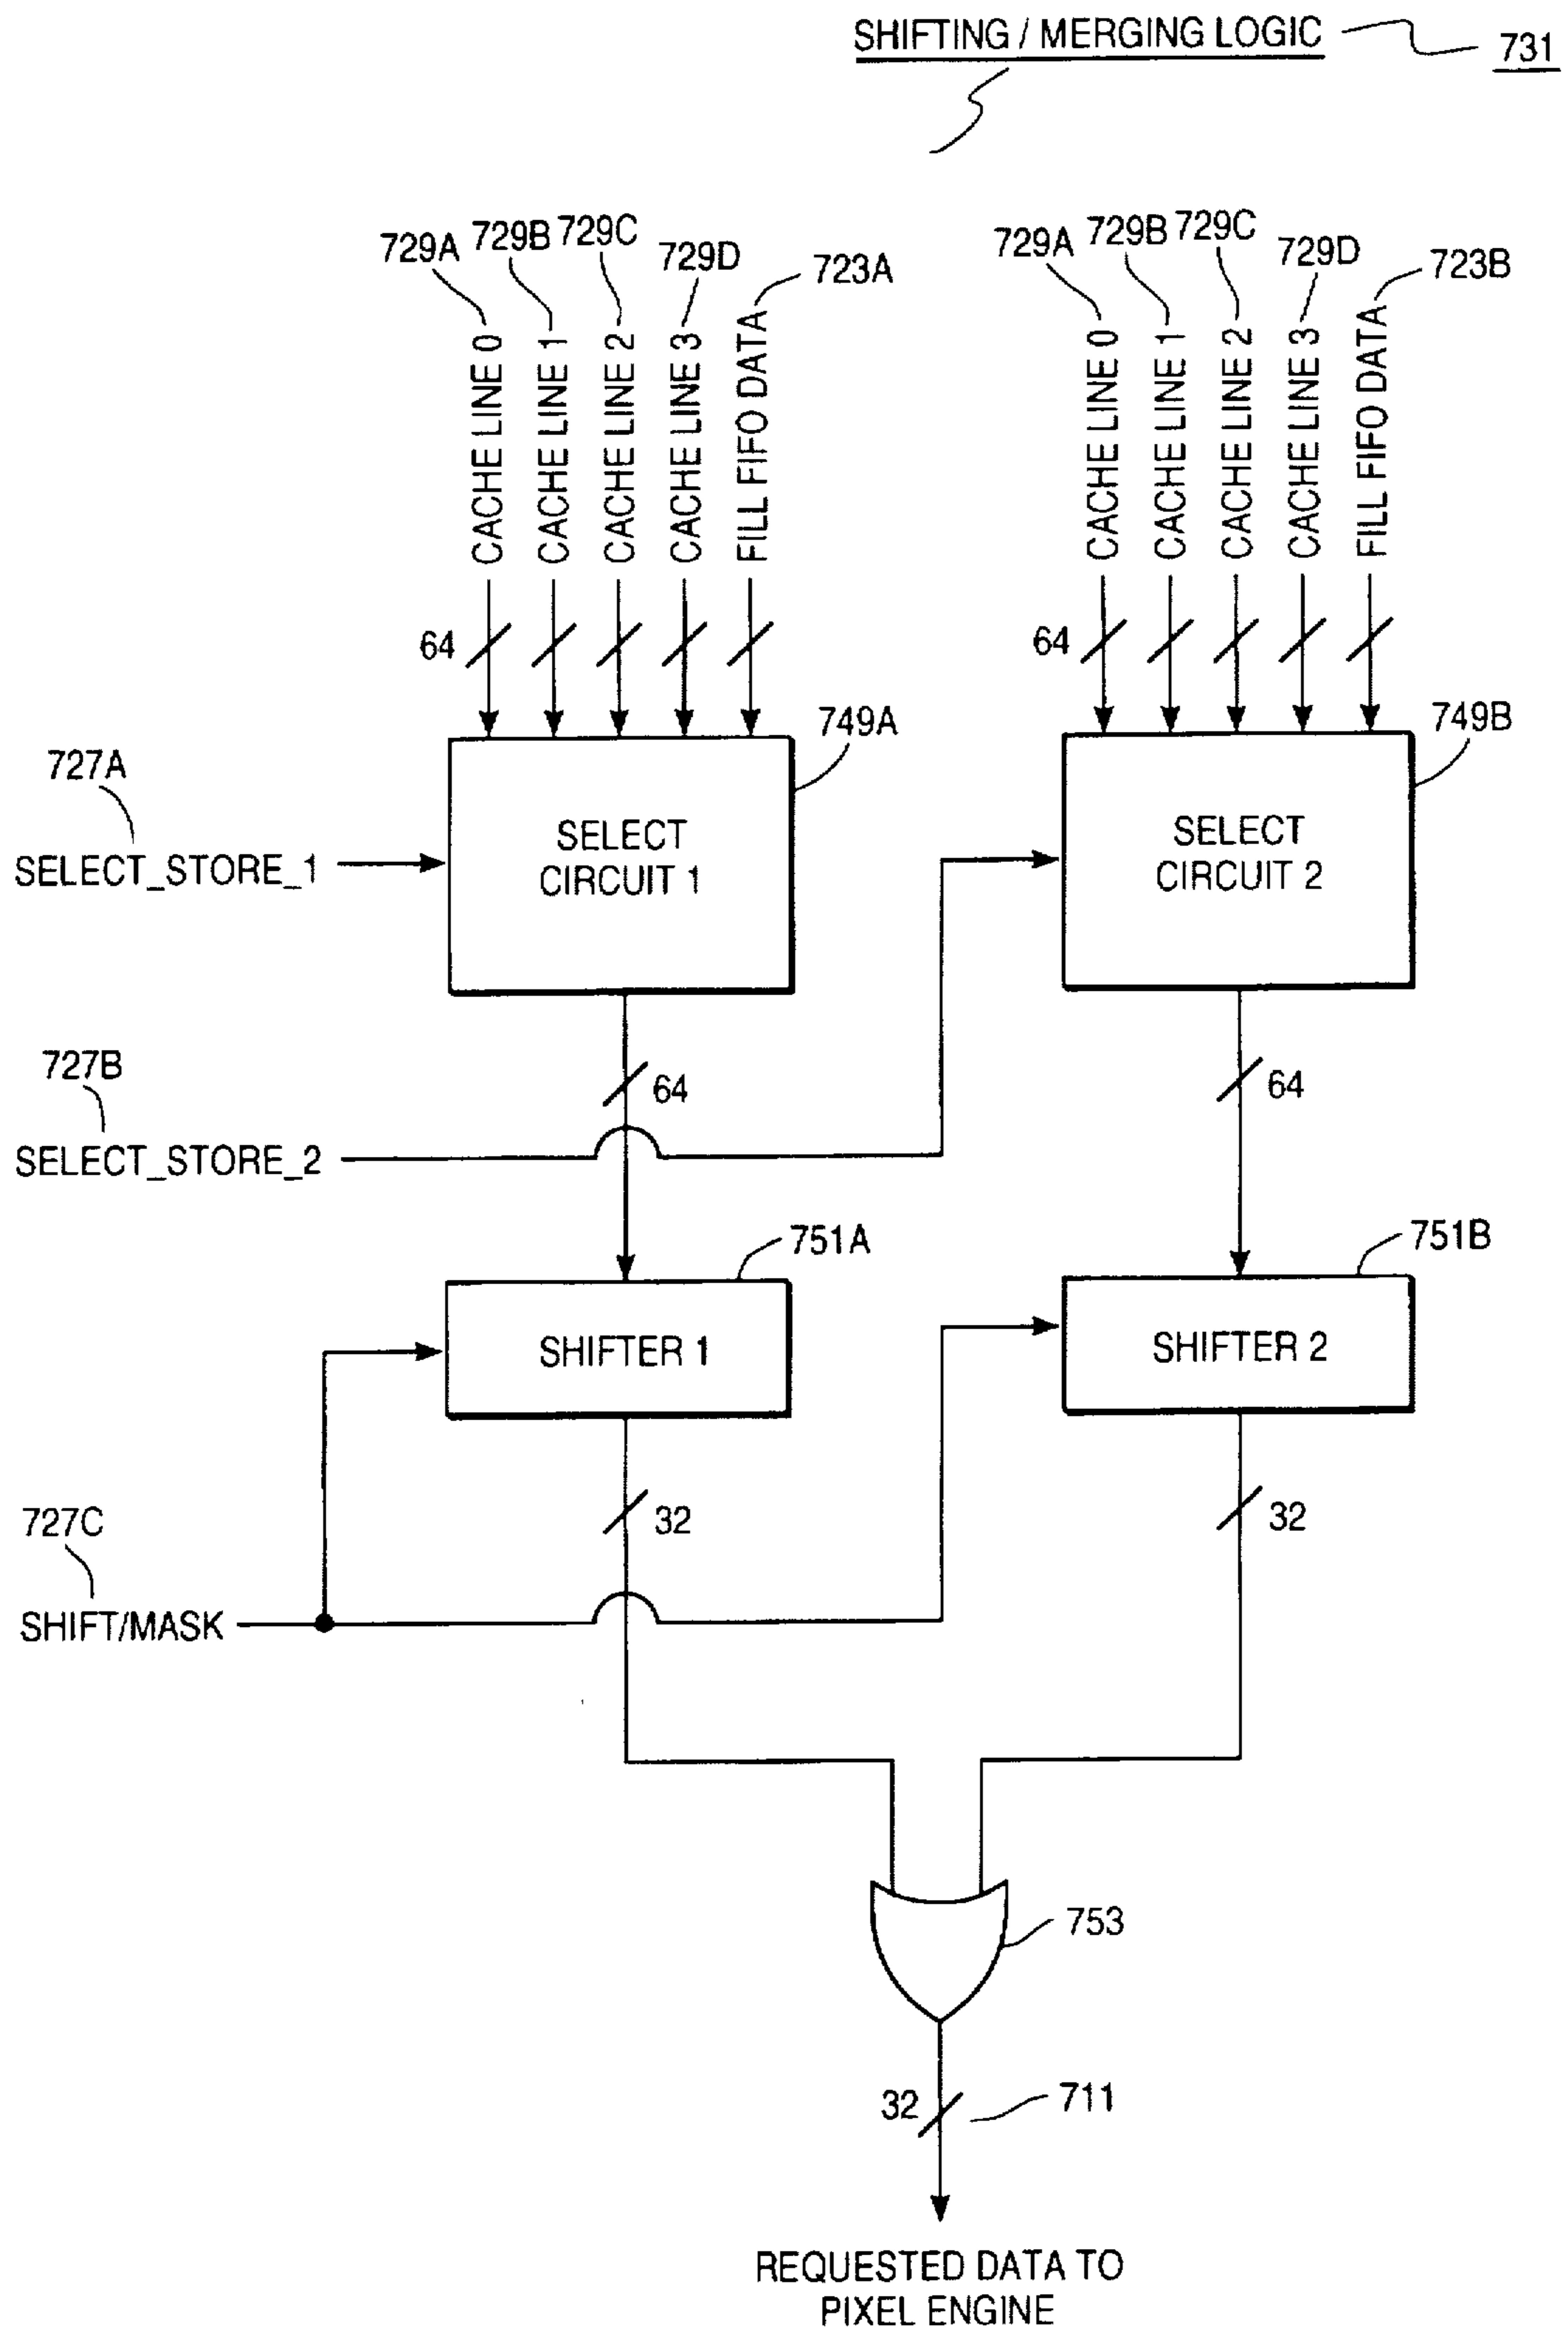 SHIFTING / MERGING LOGIC
731
729A
729B
729C
729D
723A
CACHE LINE 0
CACHE LINE 1
CACHE LINE 2
CACHE LINE 3
FILL FIFO DATA
64
729A
729B
729C
729D
723B
CACHE LINE 0
CACHE LINE 1
CACHE LINE 2
CACHE LINE 3
FILL FIFO DATA
64
749A
749B
727A
SELECT_STORE_1
SELECT
CIRCUIT 1
SELECT
CIRCUIT 2
727B
SELECT_STORE_2
64
64
751A
751B
SHIFTER 1
SHIFTER 2
727C
SHIFT/MASK
32
32
753
32
711
REQUESTED DATA TO
PIXEL ENGINE